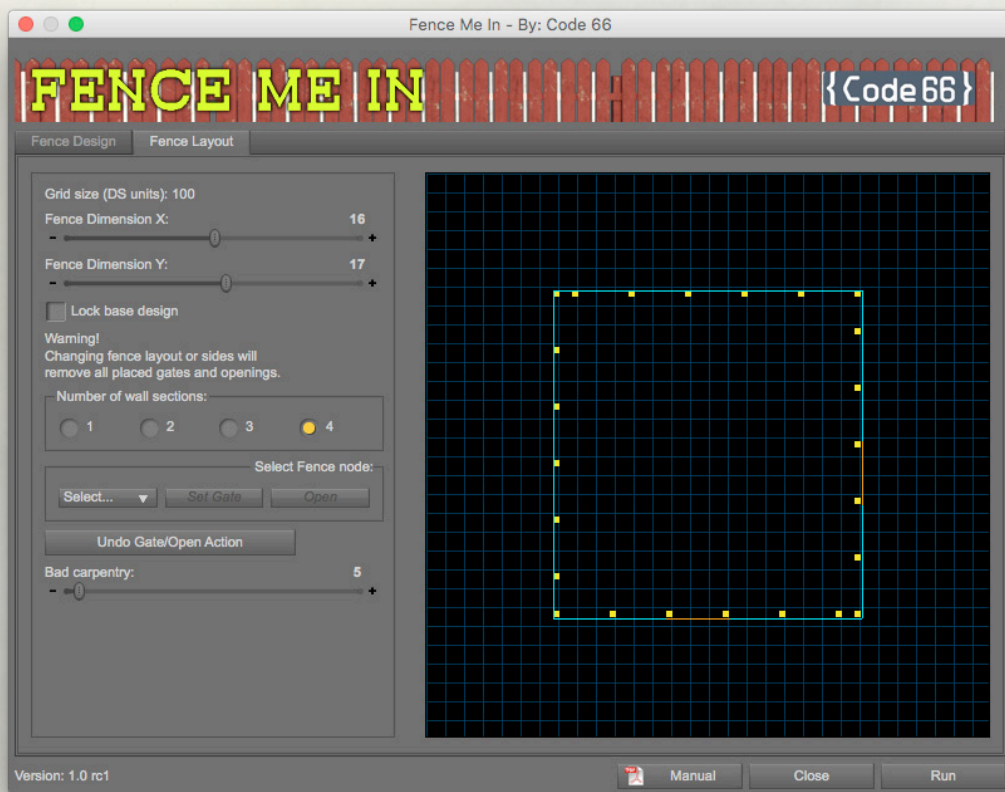 Fence Me In - By: Code 66
FENCE ME IN
{Code66}
Fence Design Fence Layout
Grid size (DS units): 100
Fence Dimension X: 16
- +
Fence Dimension Y: 17
- +
Lock base design
Warning!
Changing fence layout or sides will
remove all placed gates and openings.
Number of wall sections:
1 2 3 4
Select Fence node:
Select... Set Gate Open
Undo Gate/Open Action
Bad carpentry: 5
- +
Version: 1.0 rc1 Manual Close Run